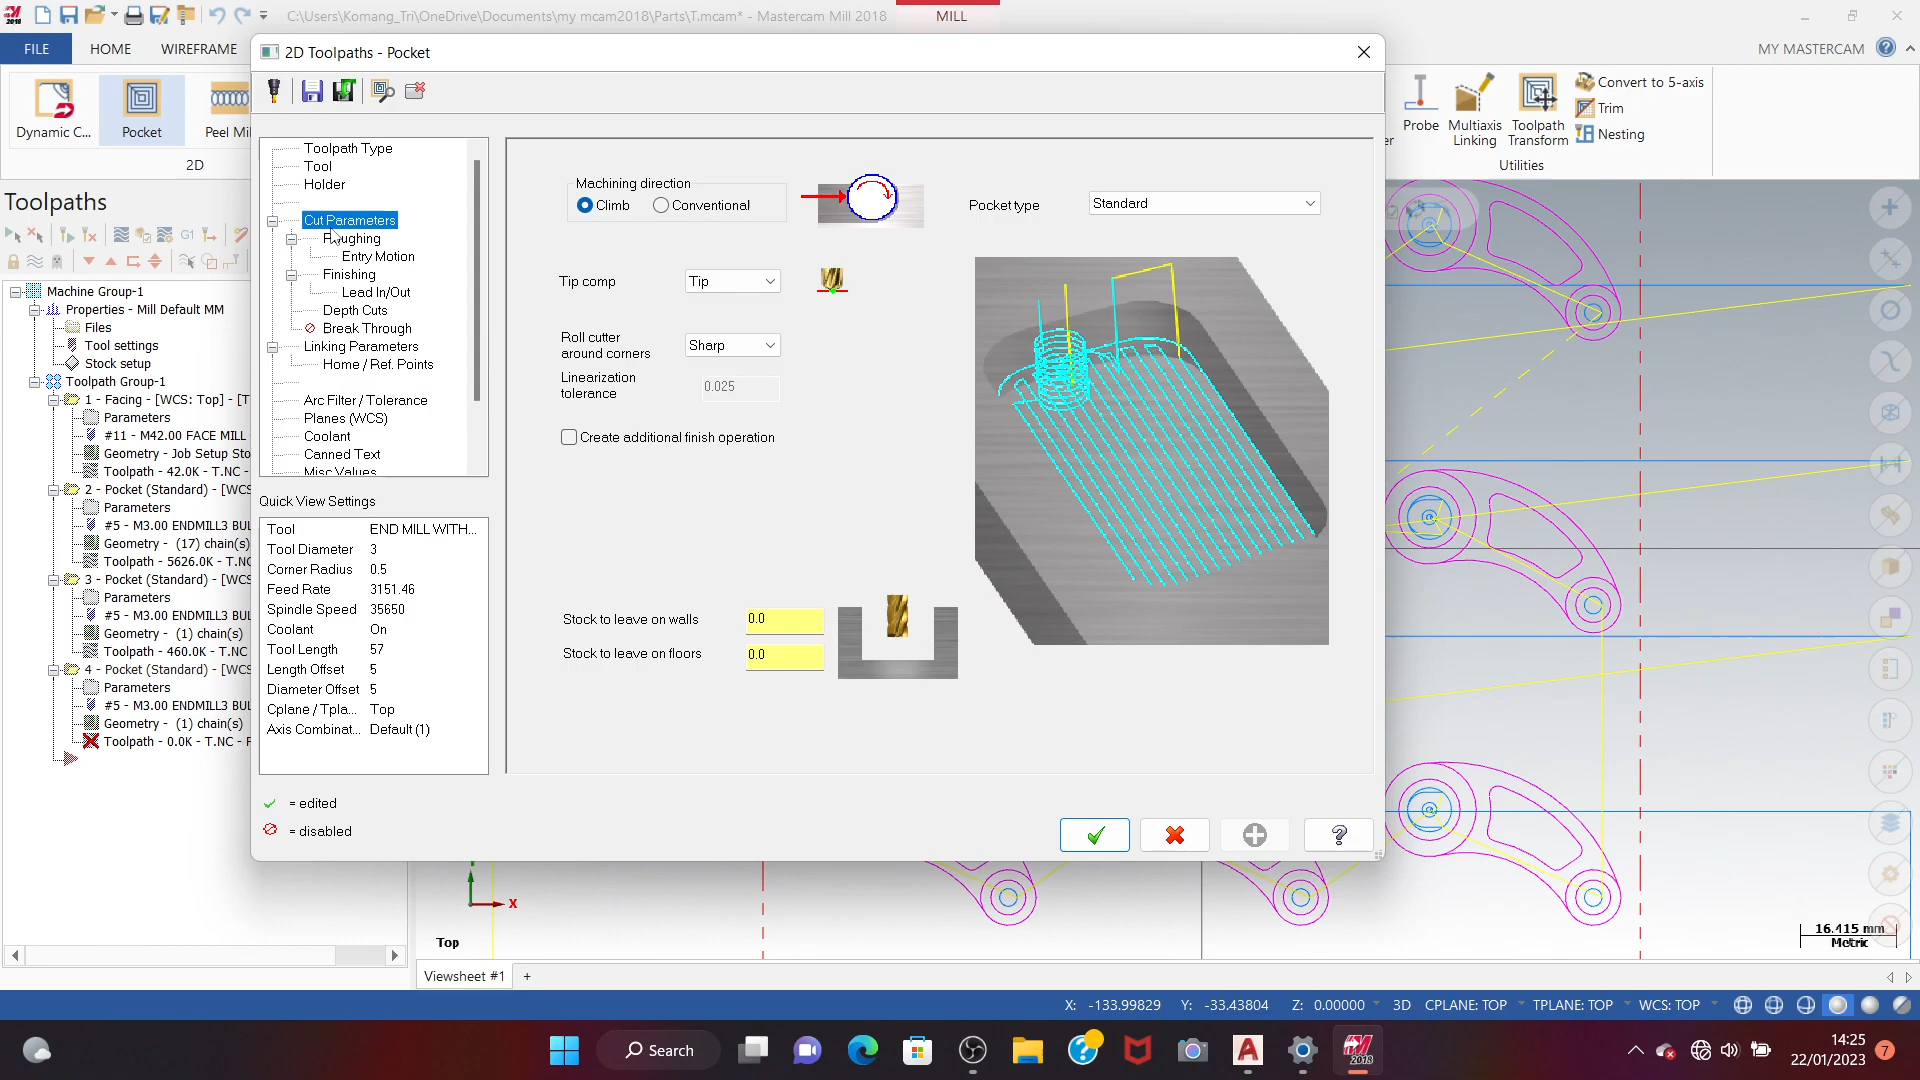 C:\Users\Komang_Tri\OneDrive\Documents\my mcam2018\Parts\T.mcam* - Mastercam Mill 2018
MILL
FILE
HOME
WIREFRAME
MY MASTERCAM
2D Toolpaths - Pocket
Dynamic C...
Pocket
Peel Mil
2D
Probe
Multiaxis
Linking
Toolpath
Transform
Convert to 5-axis
Trim
Nesting
Utilities
Toolpaths
Machine Group-1
Properties - Mill Default MM
Files
Tool settings
Stock setup
Toolpath Group-1
1 - Facing - [WCS: Top] - [T
Parameters
#11 - M42.00 FACE MILL
Geometry - Job Setup Sto
Toolpath - 42.0K - T.NC -
2 - Pocket (Standard) - [WCS
Parameters
#5 - M3.00 ENDMILL3 BUL
Geometry - (17) chain(s)
Toolpath - 5626.0K - T.NC
3 - Pocket (Standard) - [WCS
Parameters
#5 - M3.00 ENDMILL3 BUL
Geometry - (1) chain(s)
Toolpath - 460.0K - T.NC
4 - Pocket (Standard) - [WCS
Parameters
#5 - M3.00 ENDMILL3 BUL
Geometry - (1) chain(s)
Toolpath - 0.0K - T.NC - F
Toolpath Type
Tool
Holder
Cut Parameters
Roughing
Entry Motion
Finishing
Lead In/Out
Depth Cuts
Break Through
Linking Parameters
Home / Ref. Points
Arc Filter / Tolerance
Planes (WCS)
Coolant
Canned Text
Misc Values
Quick View Settings
Tool END MILL WITH...
Tool Diameter 3
Corner Radius 0.5
Feed Rate 3151.46
Spindle Speed 35650
Coolant On
Tool Length 57
Length Offset 5
Diameter Offset 5
Cplane / Tpla... Top
Axis Combinat... Default (1)
= edited
= disabled
Machining direction
Climb
Conventional
Pocket type
Standard
Tip comp
Tip
Roll cutter
around corners
Sharp
Linearization
tolerance
0.025
Create additional finish operation
Stock to leave on walls
0.0
Stock to leave on floors
0.0
X
Top
16.415 mm
Metric
Viewsheet #1
+
X: -133.99829 Y: -33.43804 Z: 0.00000 3D CPLANE: TOP TPLANE: TOP WCS: TOP
Search
2018
14:25
22/01/2023
7